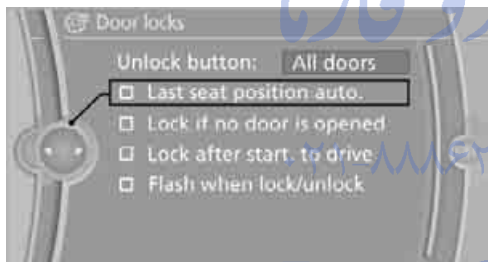 Door locks
Unlock button: All doors
Last seat position auto.
Lock if no door is opened
Lock after start. to drive
Flash when lock/unlock